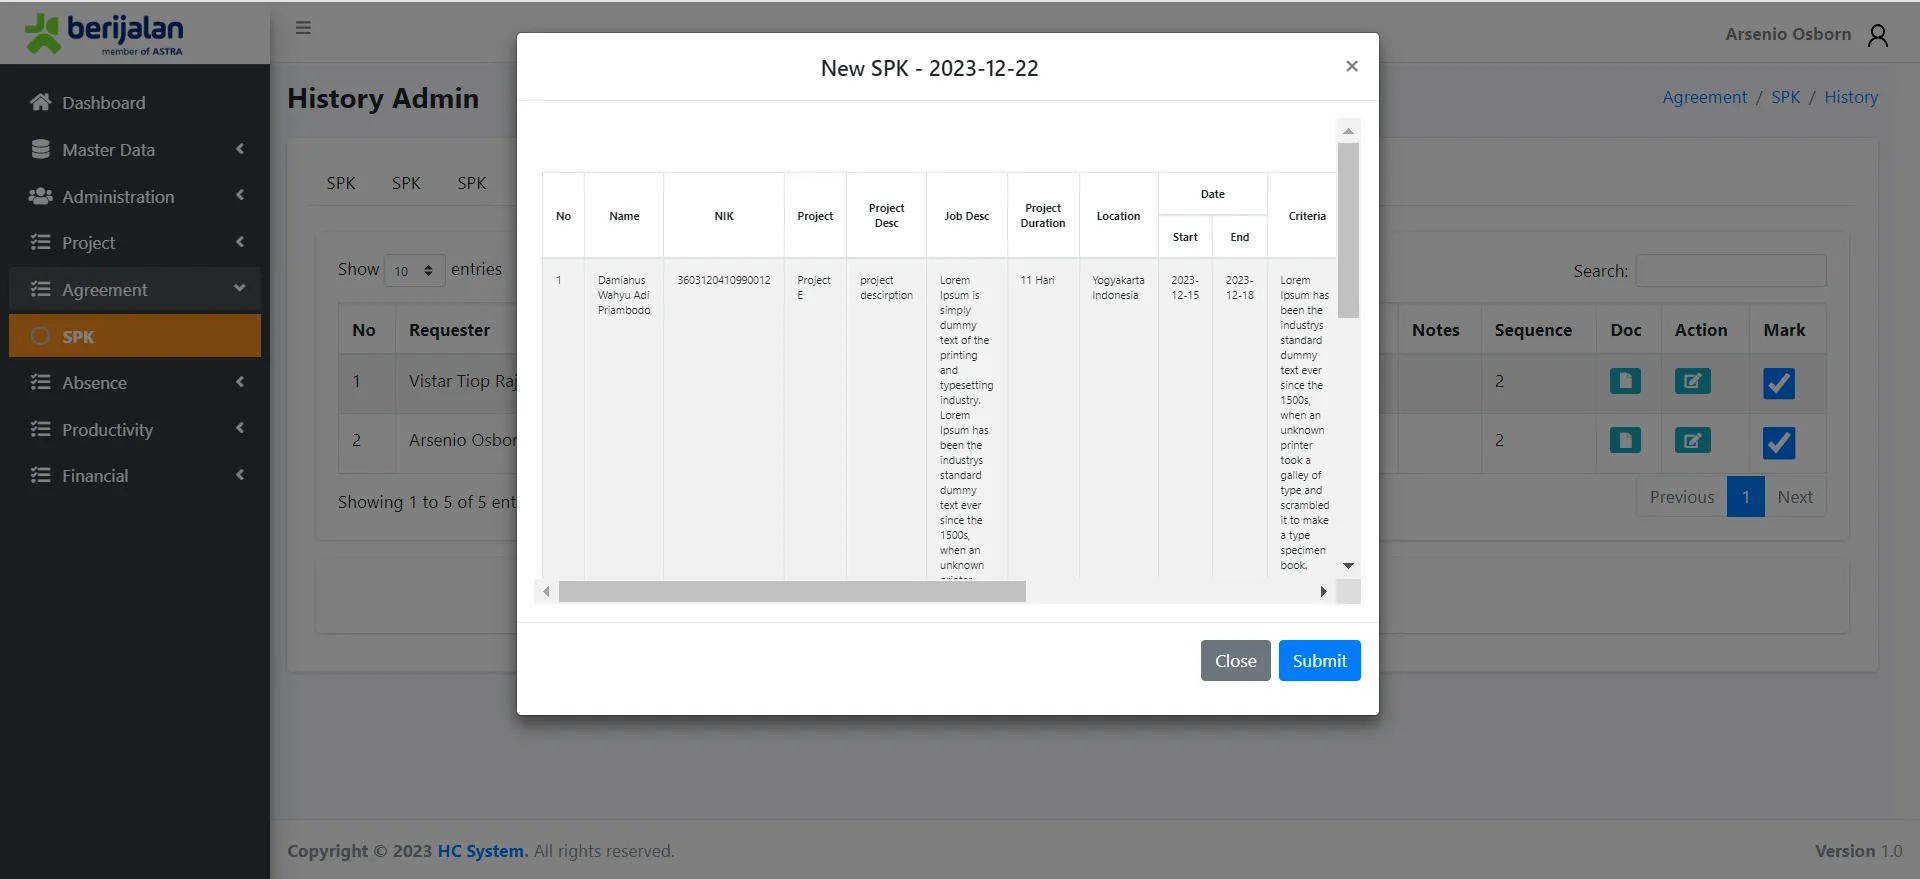 berijalan
member of ASTRA
Arsenio Osborn
Dashboard
Master Data
Administration
Project
Agreement
SPK
Absence
Productivity
Financial
History Admin
Agreement / SPK / History
SPK SPK SPK
Show 10 entries
Search:
No Requester Notes Sequence Doc Action Mark
1 Vistar Tiop Raj 2
2 Arsenio Osbor 2
Showing 1 to 5 of 5 ent
Previous 1 Next
New SPK - 2023-12-22
×
No
Name
NIK
Project
Project
Desc
Job Desc
Project
Duration
Location
Date
Start
End
Criteria
1
Damianus
Wahyu Adi
Priambodo
3603120410990012
Project
E
project
descirption
Lorem
Ipsum is
simply
dummy
text of the
printing
and
typesetting
industry.
Lorem
Ipsum has
been the
industrys
standard
dummy
text ever
since the
1500s,
when an
unknown
printer
11 Hari
Yogyakarta
Indonesia
2023-
12-15
2023-
12-18
Lorem
Ipsum has
been the
industrys
standard
dummy
text ever
since the
1500s,
when an
unknown
printer
took a
galley of
type and
scrambled
it to make
a type
specimen
book.
Close
Submit
Copyright © 2023 HC System. All rights reserved.
Version 1.0